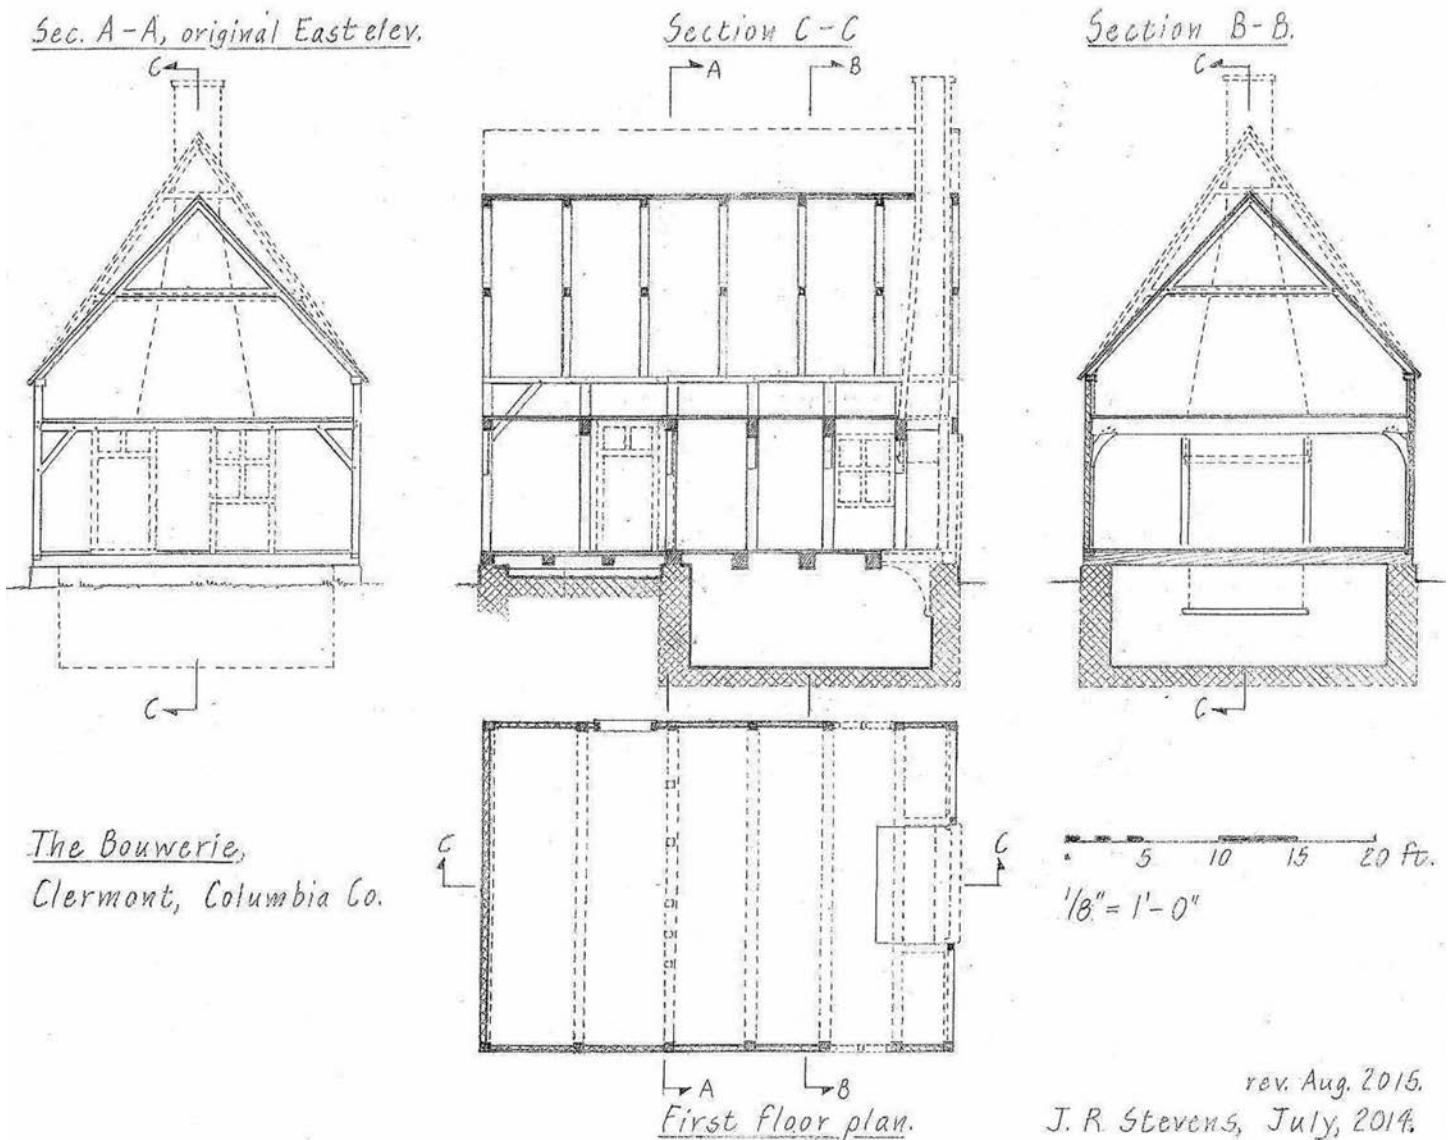 Sec. A-A, original East elev.
Section C-C
Section B-B.
C
A
B
C
C
C
The Bouwerie,
Clermont, Columbia Co.
C
C
5 10 15 20 ft.
1/8" = 1'-0"
A
B
First floor plan.
rev. Aug. 2015.
J. R. Stevens, July, 2014.